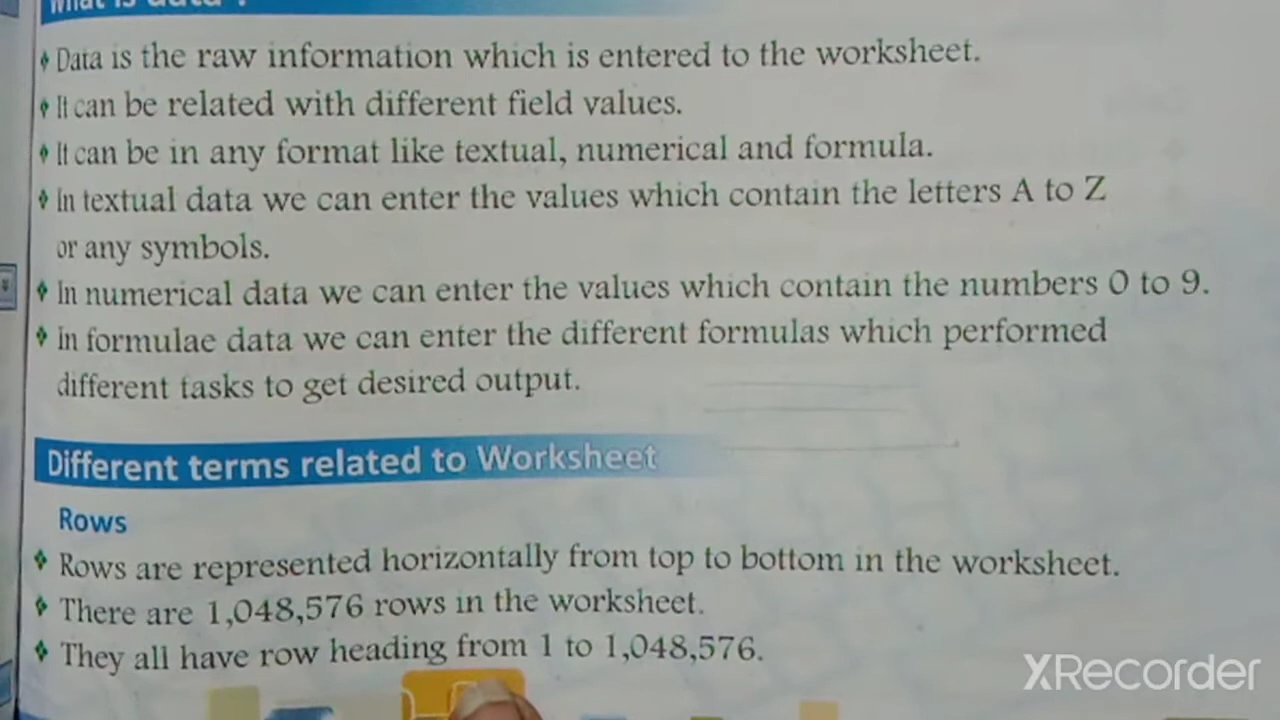 What is data ?
Data is the raw information which is entered to the worksheet.
It can be related with different field values.
It can be in any format like textual, numerical and formula.
In textual data we can enter the values which contain the letters A to Z
or any symbols.
In numerical data we can enter the values which contain the numbers 0 to 9.
In formulae data we can enter the different formulas which performed
different tasks to get desired output.
Different terms related to Worksheet
Rows
Rows are represented horizontally from top to bottom in the worksheet.
There are 1,048,576 rows in the worksheet.
They all have row heading from 1 to 1,048,576.
XRecorder